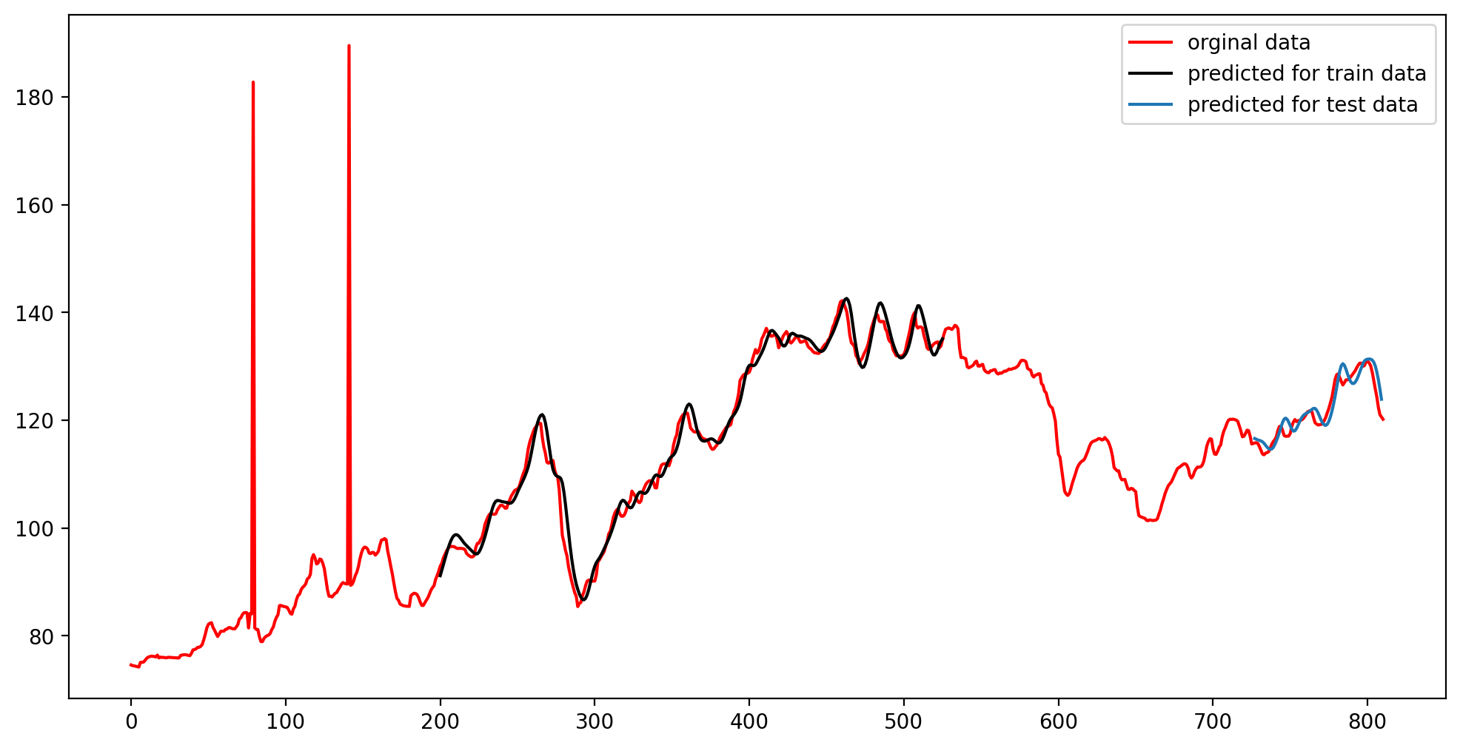 orginal data
predicted for train data
predicted for test data
180
160
140
120
100
80
0 100 200 300 400 500 600 700 800